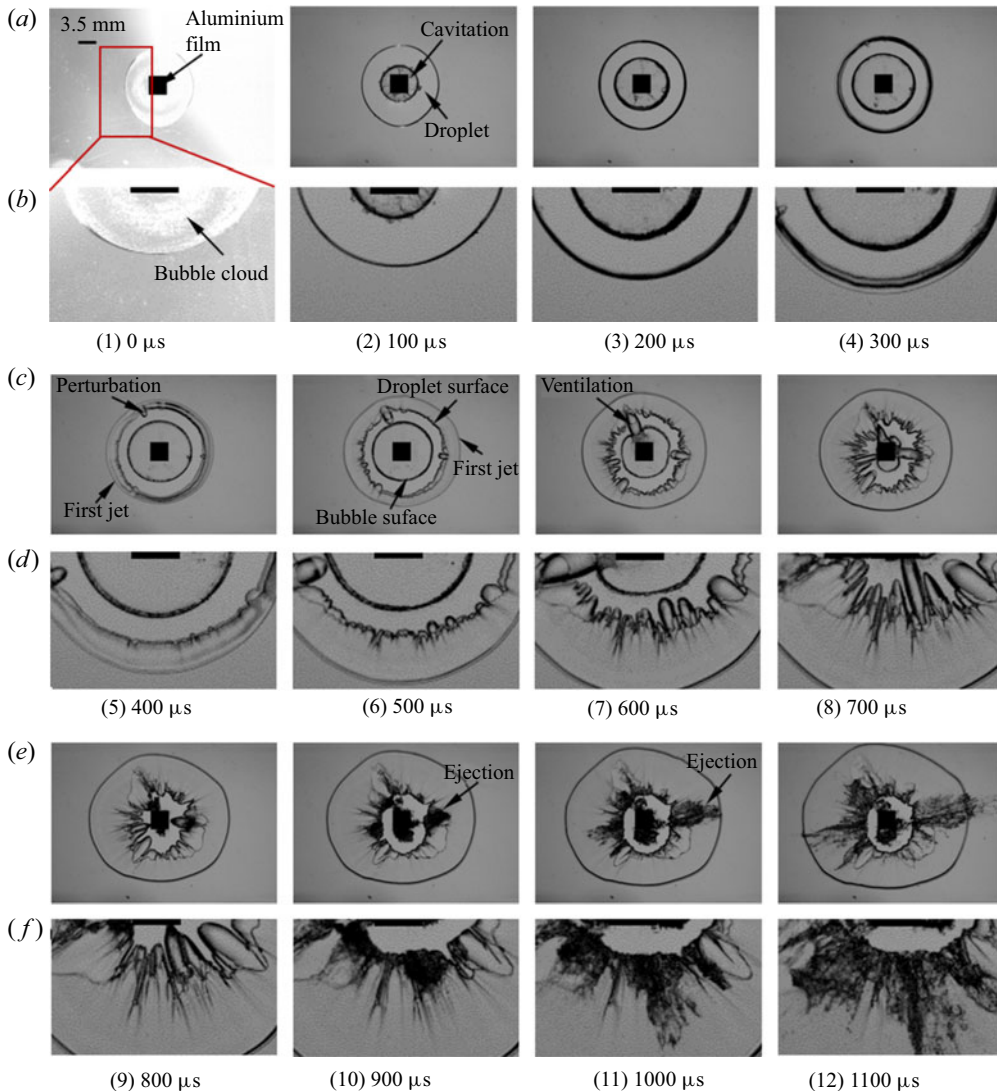 (a)
3.5 mm
Aluminium
film
Cavitation
Droplet
(b)
Bubble cloud
(1) 0 μs
(2) 100 μs
(3) 200 μs
(4) 300 μs
(c)
Perturbation
First jet
Droplet surface
First jet
Bubble suface
Ventilation
(d)
(5) 400 μs
(6) 500 μs
(7) 600 μs
(8) 700 μs
(e)
Ejection
Ejection
(f)
(9) 800 μs
(10) 900 μs
(11) 1000 μs
(12) 1100 μs